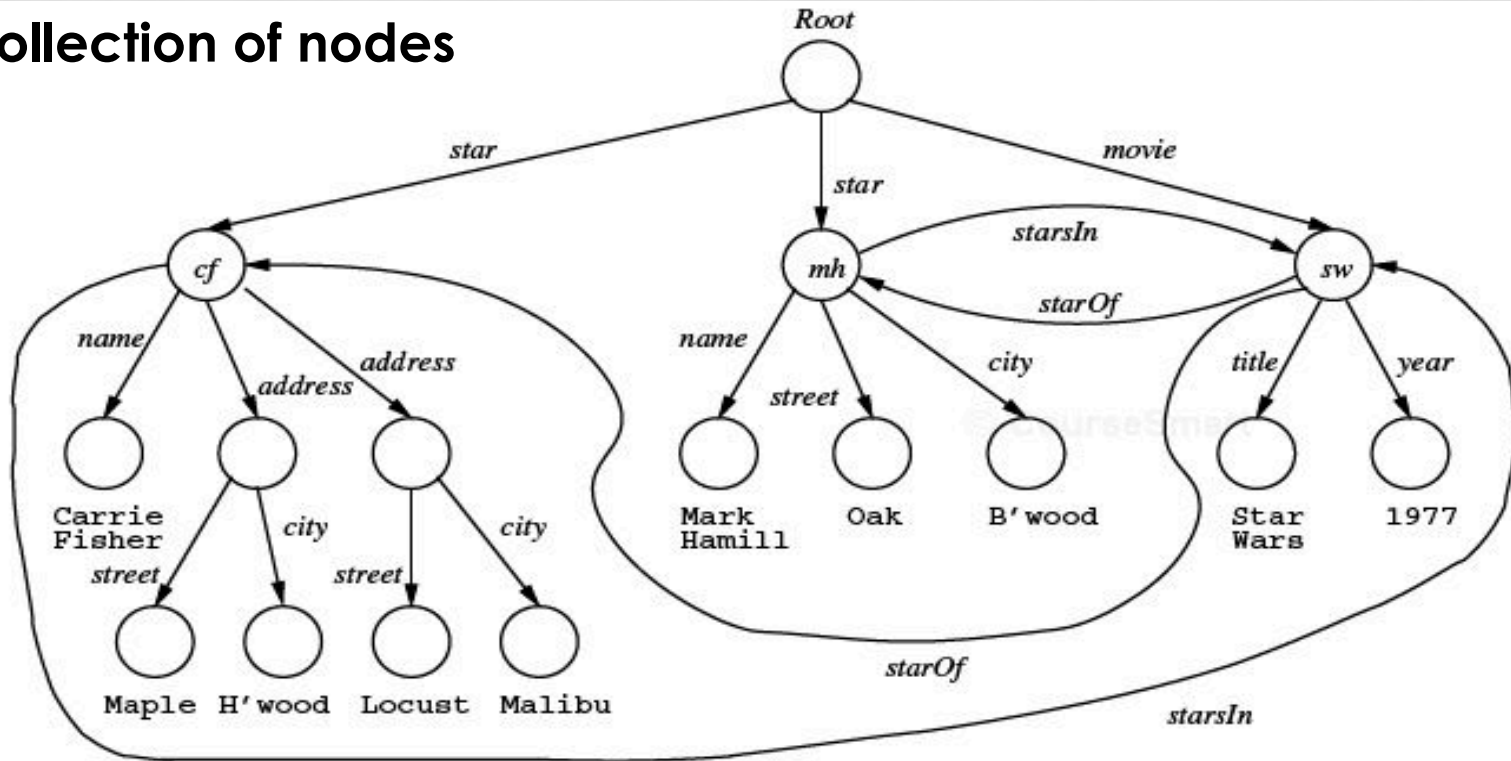 ollection of nodes
Root
star
star
movie
cf
mh
sw
starsIn
starOf
name
address
address
name
street
city
title
year
Carrie
Fisher
Mark
Hamill
Oak
B'wood
Star
Wars
1977
street
city
street
city
Maple
H'wood
Locust
Malibu
starOf
starsIn
© CourseSmart